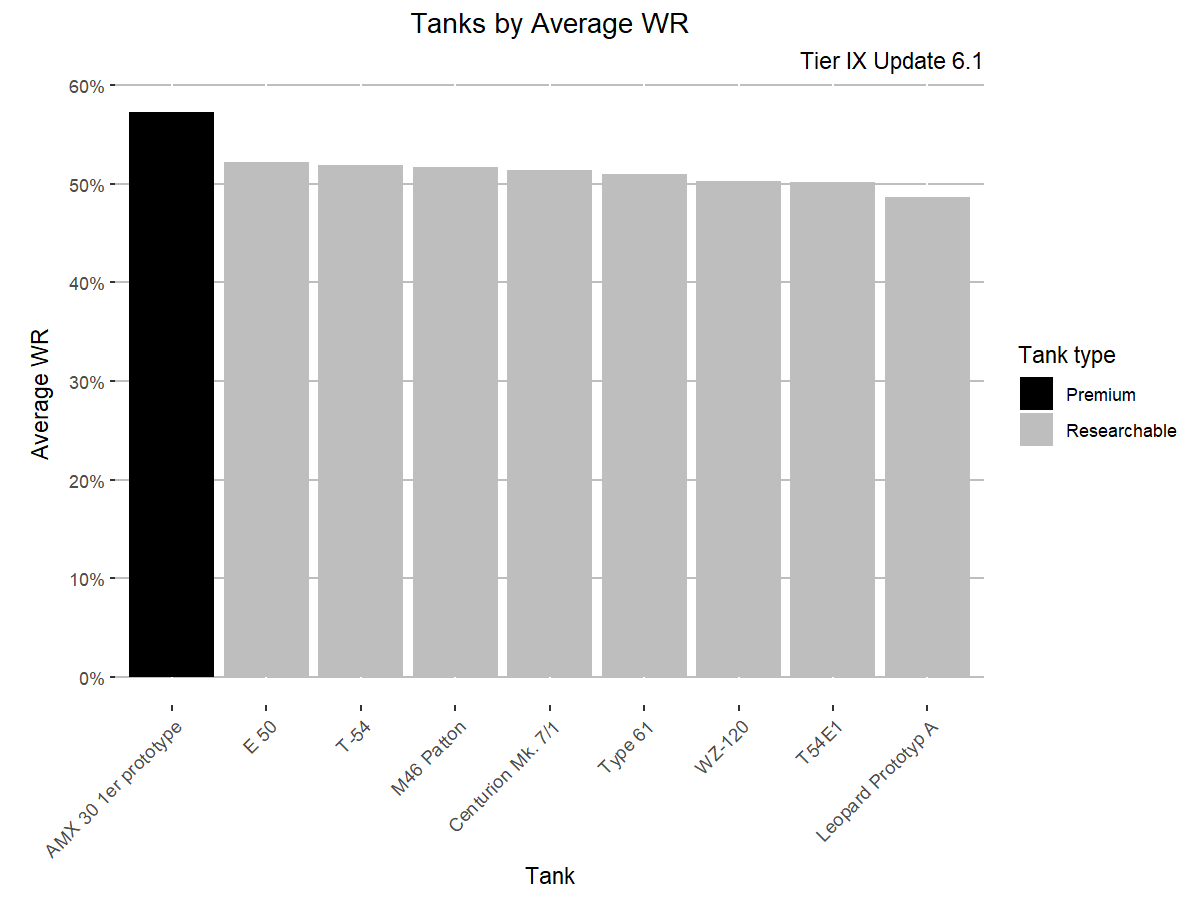 Tanks by Average WR
Tier IX Update 6.1
60%
50%
40%
30%
20%
10%
0%
Average WR
AMX 30 1er prototype
E 50
T-54
M46 Patton
Centurion Mk. 7/1
Type 61
WZ-120
T54E1
Leopard Prototyp A
Tank
Tank type
Premium
Researchable